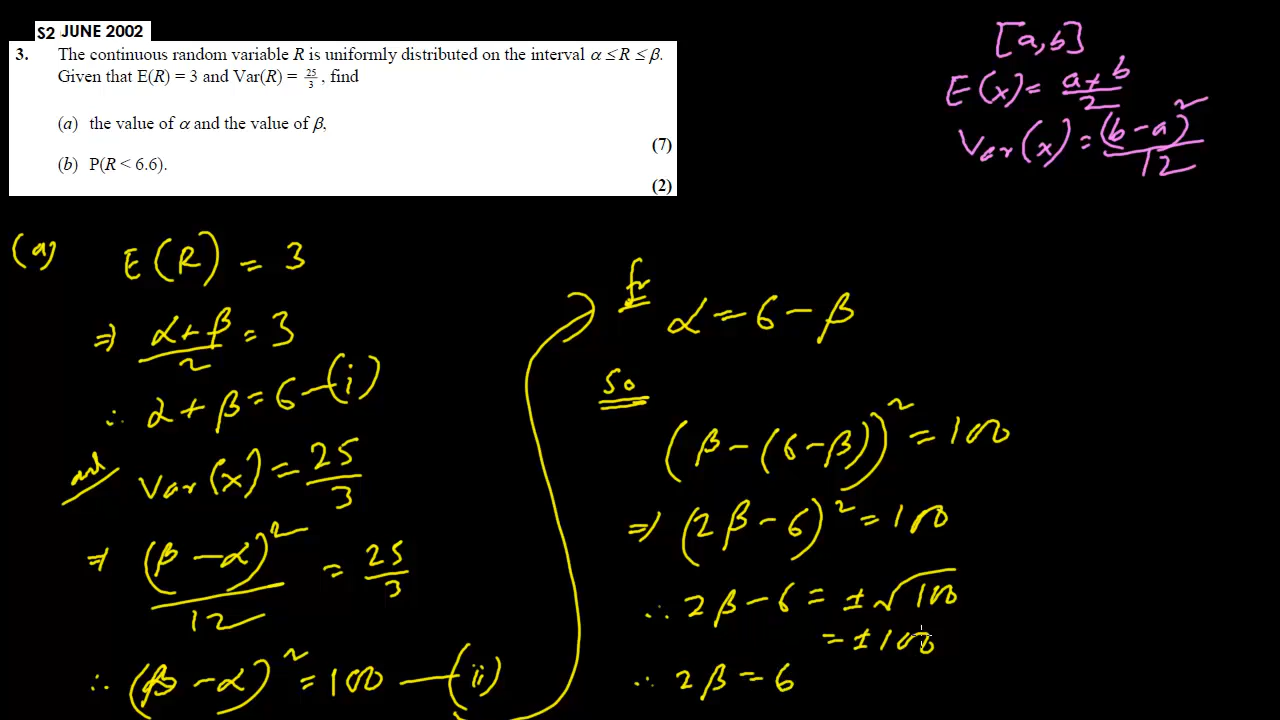 S2 JUNE 2002
3. The continuous random variable R is uniformly distributed on the interval α ≤ R ≤ β.
Given that E(R) = 3 and Var(R) = 25/3, find
(a) the value of α and the value of β,
(7)
(b) P(R < 6.6).
(2)
[a, b]
E(x) = a + b / 2
Var(x) = (b - a)² / 12
(a) E(R) = 3
⇒ α + β / 2 = 3
∴ α + β = 6 — (i)
and Var(x) = 25/3
⇒ (β - α)² / 12 = 25/3
∴ (β - α)² = 100 — (ii)
fr α = 6 - β
So
(β - (6 - β))² = 100
⇒ (2β - 6)² = 100
∴ 2β - 6 = ± √100
= ± 100
∴ 2β = 6